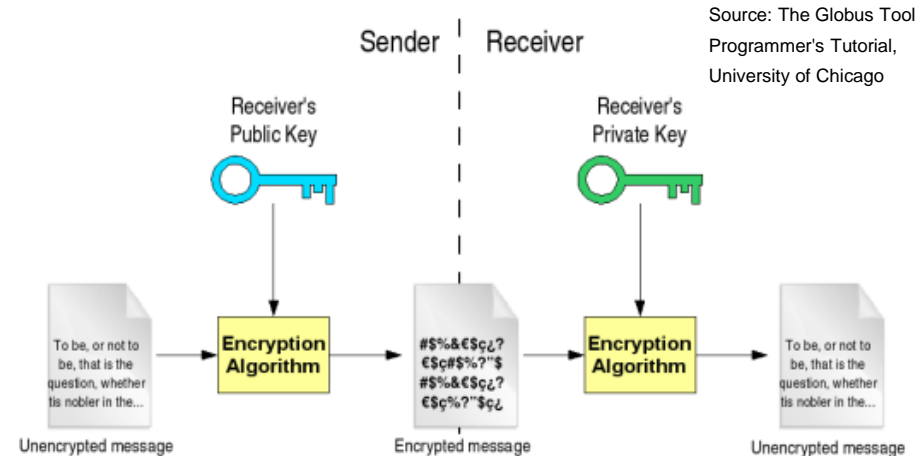 Source: The Globus Tool
Programmer's Tutorial,
University of Chicago
Sender
Receiver
Receiver's
Public Key
Receiver's
Private Key
To be, or not to
be, that is the
question, whether
tis nobler in the...
Unencrypted message
Encryption
Algorithm
#$%&€$ç¿?
€$ç#$%?"$
#$%&€$ç¿?
€$ç%?"$ç¿
Encrypted message
Encryption
Algorithm
To be, or not to
be, that is the
question, whether
tis nobler in the...
Unencrypted message